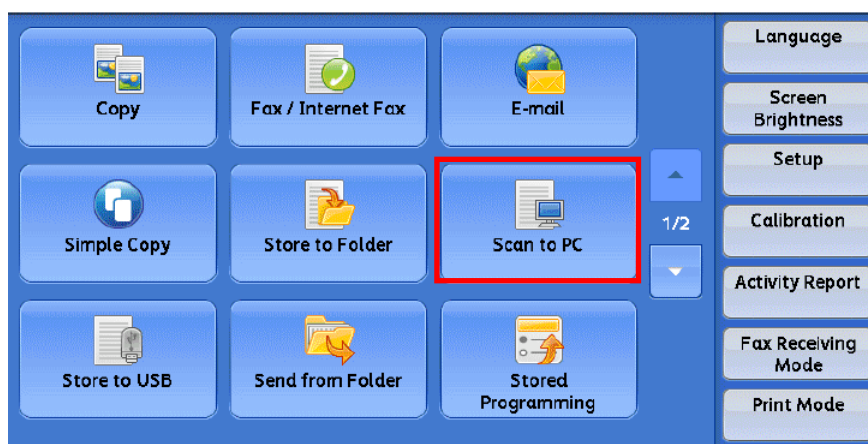 Copy
Fax / Internet Fax
E-mail
Simple Copy
Store to Folder
Scan to PC
Store to USB
Send from Folder
Stored
Programming
1/2
Language
Screen
Brightness
Setup
Calibration
Activity Report
Fax Receiving
Mode
Print Mode